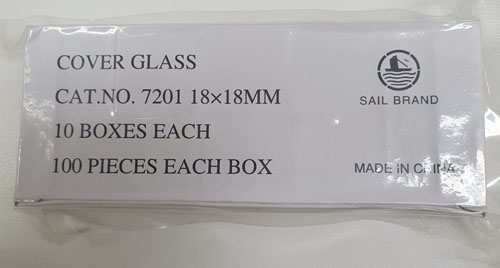 COVER GLASS
CAT.NO. 7201 18×18MM
10 BOXES EACH
100 PIECES EACH BOX
SAIL BRAND
MADE IN CHINA